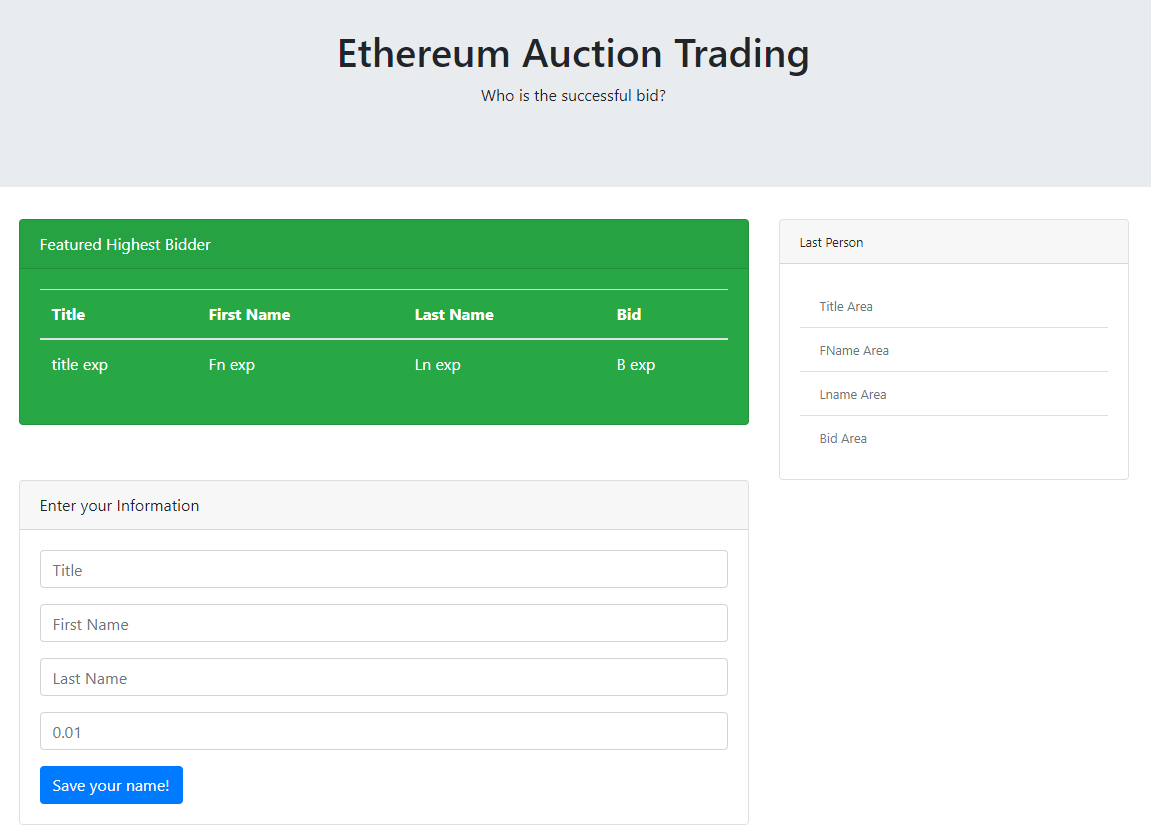 Ethereum Auction Trading
Who is the successful bid?
Featured Highest Bidder
Title First Name Last Name Bid
title exp Fn exp Ln exp B exp
Last Person
Title Area
FName Area
Lname Area
Bid Area
Enter your Information
Title
First Name
Last Name
0.01
Save your name!